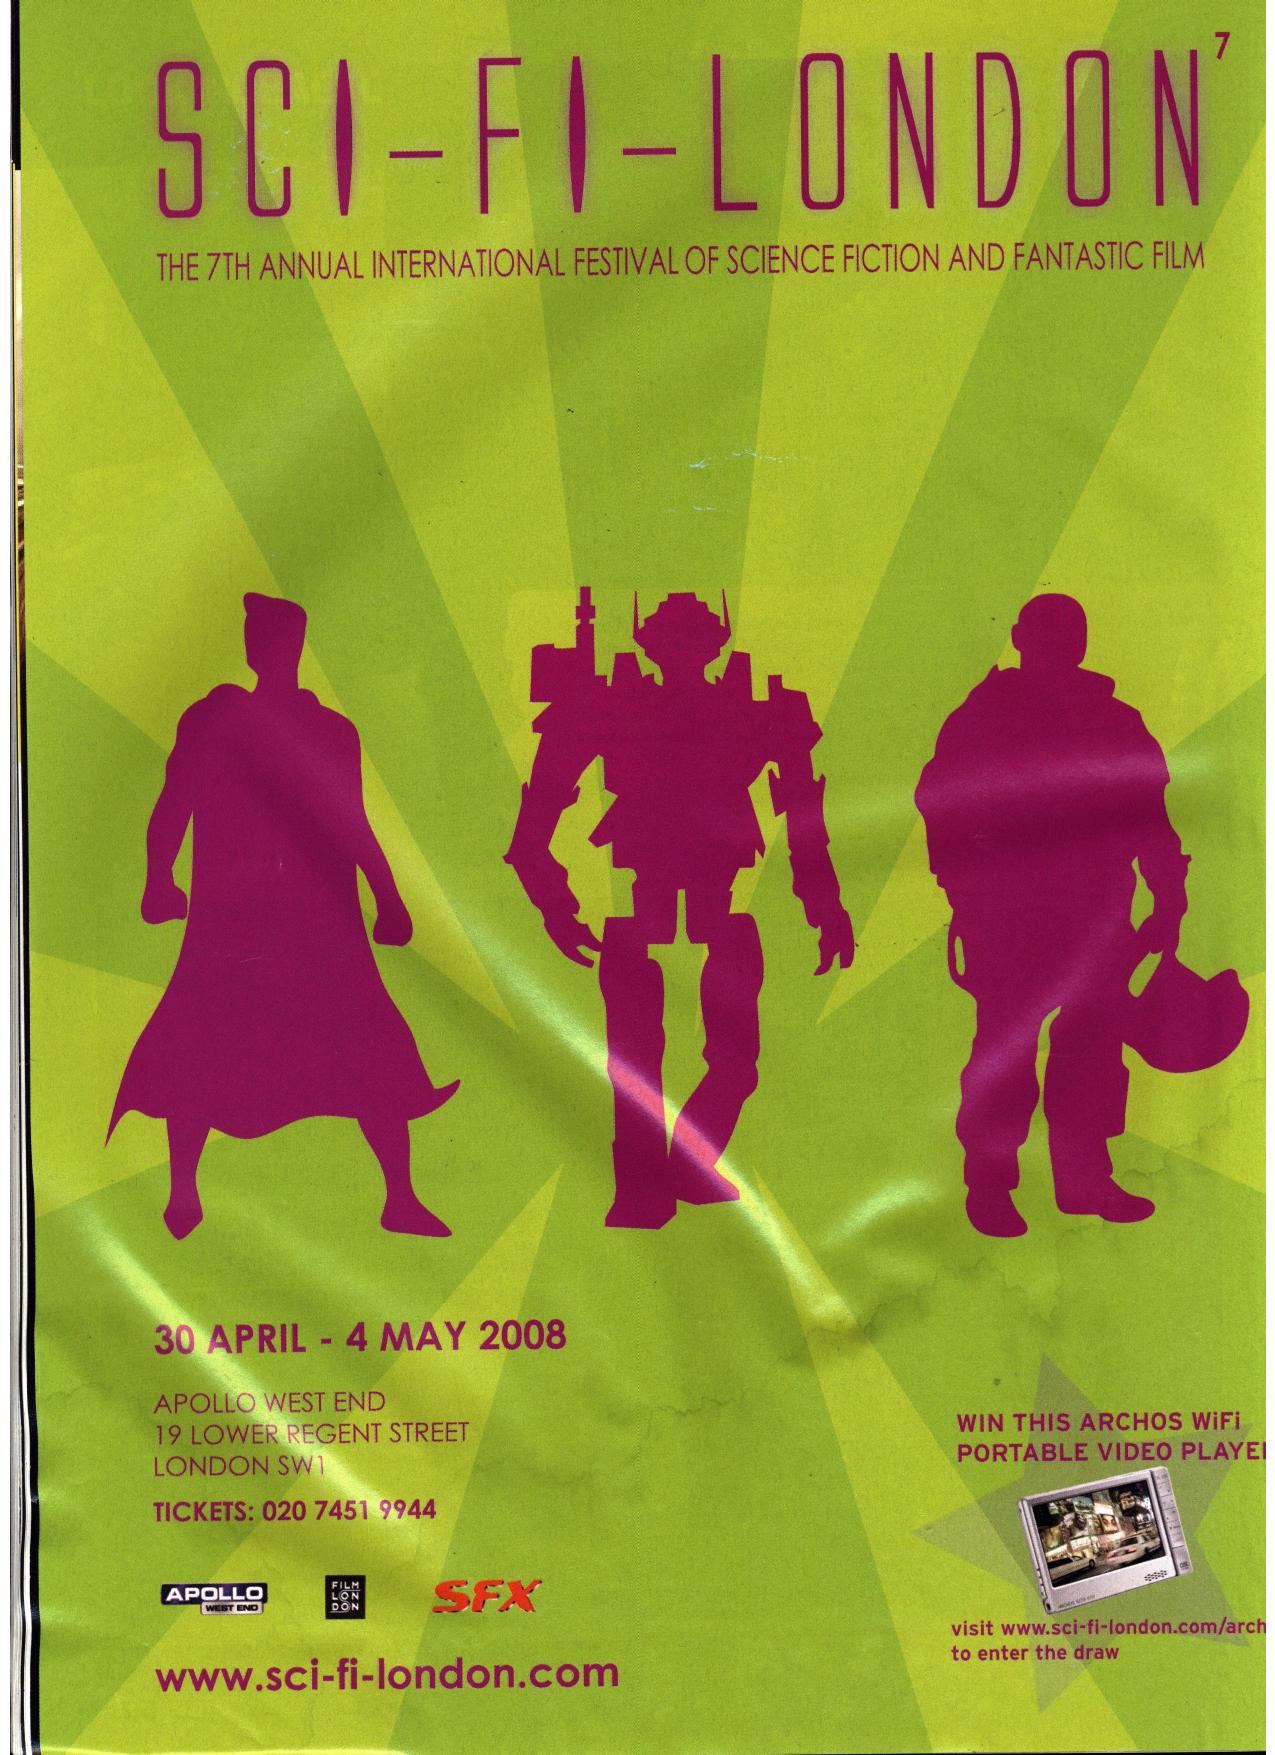 SCI-FI-LONDON7
THE 7TH ANNUAL INTERNATIONAL FESTIVAL OF SCIENCE FICTION AND FANTASTIC FILM
30 APRIL - 4 MAY 2008
APOLLO WEST END
19 LOWER REGENT STREET
LONDON SW1
TICKETS: 020 7451 9944
APOLLO
WEST END
FILM
LON
DON
SFX
www.sci-fi-london.com
WIN THIS ARCHOS WiFi
PORTABLE VIDEO PLAYE
visit www.sci-fi-london.com/arch
to enter the draw